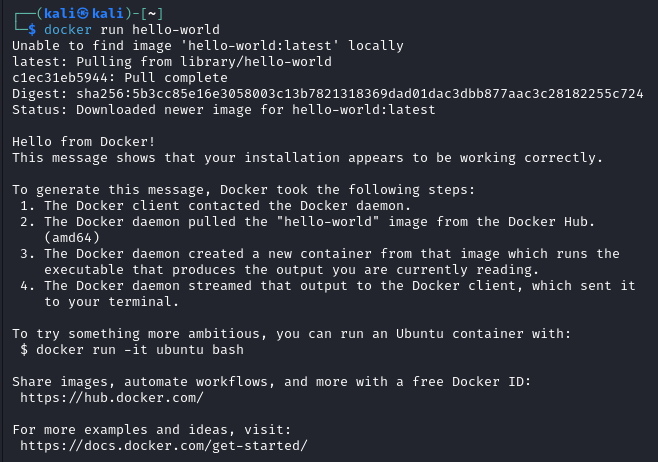 ┌──(kali㉿kali)-[~]
└─$ docker run hello-world
Unable to find image 'hello-world:latest' locally
latest: Pulling from library/hello-world
c1ec31eb5944: Pull complete
Digest: sha256:5b3cc85e16e3058003c13b7821318369dad01dac3dbb877aac3c28182255c724
Status: Downloaded newer image for hello-world:latest

Hello from Docker!
This message shows that your installation appears to be working correctly.

To generate this message, Docker took the following steps:
 1. The Docker client contacted the Docker daemon.
 2. The Docker daemon pulled the "hello-world" image from the Docker Hub.
    (amd64)
 3. The Docker daemon created a new container from that image which runs the
    executable that produces the output you are currently reading.
 4. The Docker daemon streamed that output to the Docker client, which sent it
    to your terminal.

To try something more ambitious, you can run an Ubuntu container with:
 $ docker run -it ubuntu bash

Share images, automate workflows, and more with a free Docker ID:
 https://hub.docker.com/

For more examples and ideas, visit:
 https://docs.docker.com/get-started/